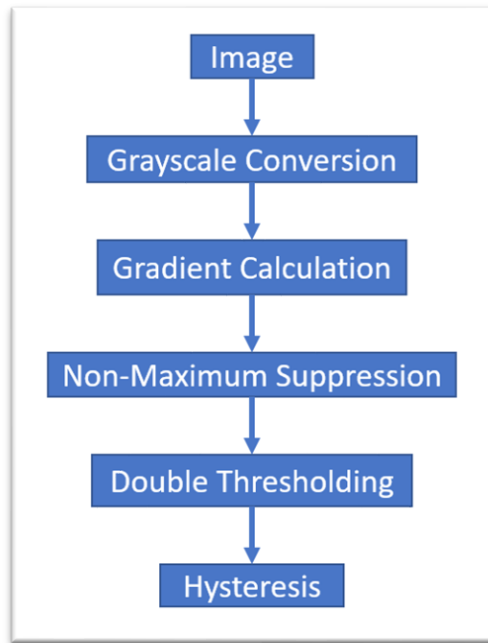 Image
Grayscale Conversion
Gradient Calculation
Non-Maximum Suppression
Double Thresholding
Hysteresis